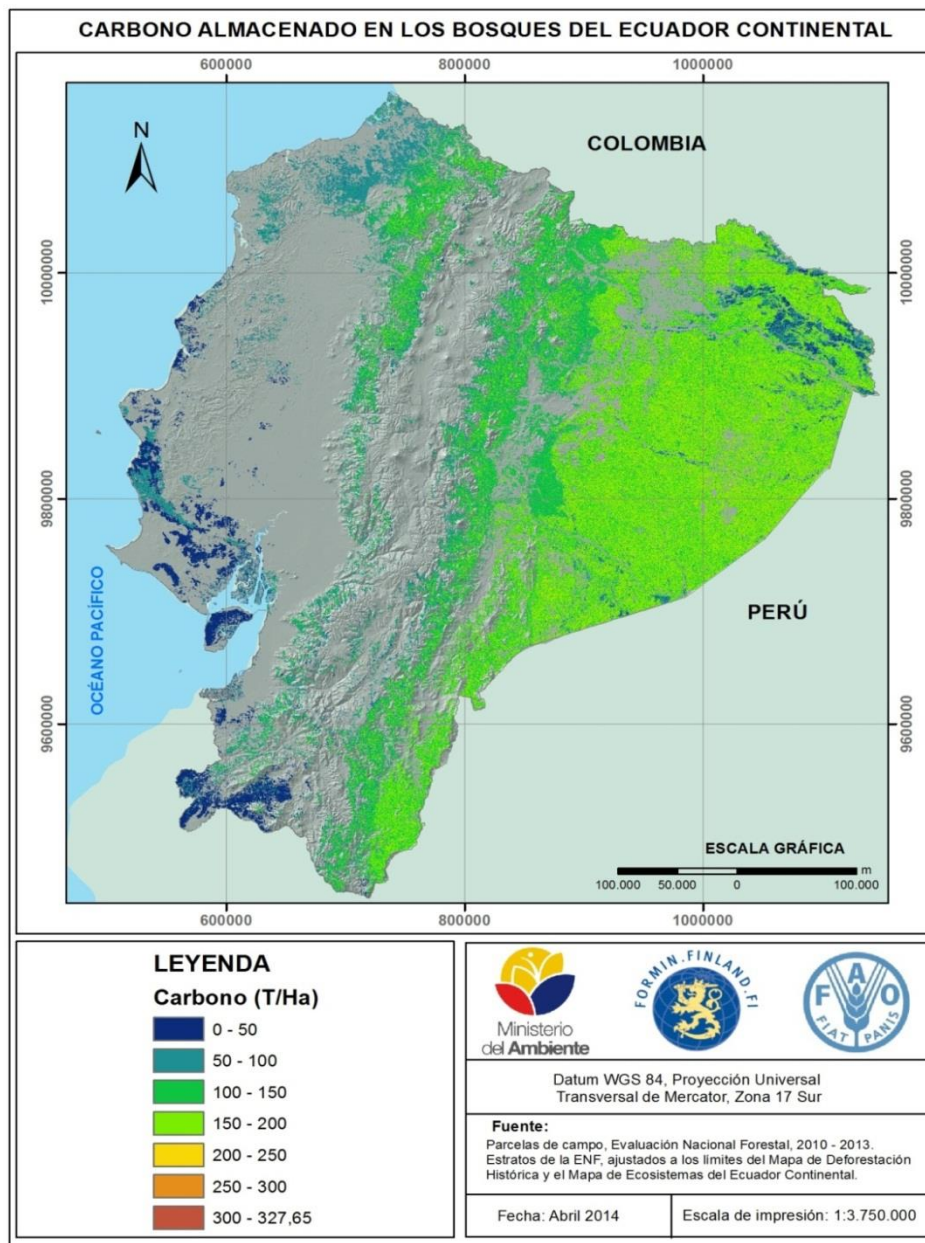 CARBONO ALMACENADO EN LOS BOSQUES DEL ECUADOR CONTINENTAL
600000 800000 1000000
N
COLOMBIA
10000000 10000000
9800000 9800000
OCÉANO PACÍFICO
PERÚ
9600000 9600000
ESCALA GRÁFICA
m
100.000 50.000 0 100.000
600000 800000 1000000
LEYENDA
Carbono (T/Ha)
0 - 50
50 - 100
100 - 150
150 - 200
200 - 250
250 - 300
300 - 327,65
Ministerio
del Ambiente
FORMIN.FINLAND.FI
F A O
FIAT PANIS
Datum WGS 84, Proyección Universal
Transversal de Mercator, Zona 17 Sur
Fuente:
Parcelas de campo, Evaluación Nacional Forestal, 2010 - 2013.
Estratos de la ENF, ajustados a los limites del Mapa de Deforestación
Histórica y el Mapa de Ecosistemas del Ecuador Continental.
Fecha: Abril 2014
Escala de impresión: 1:3.750.000